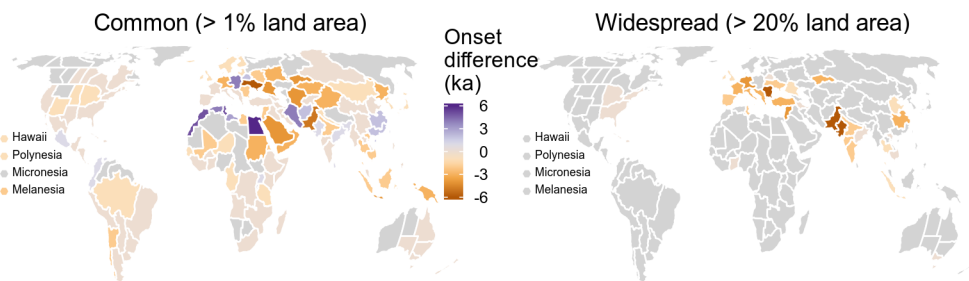 Common (> 1% land area)
Widespread (> 20% land area)
Onset
difference
(ka)
6
3
0
-3
-6
Hawaii
Polynesia
Micronesia
Melanesia
Hawaii
Polynesia
Micronesia
Melanesia